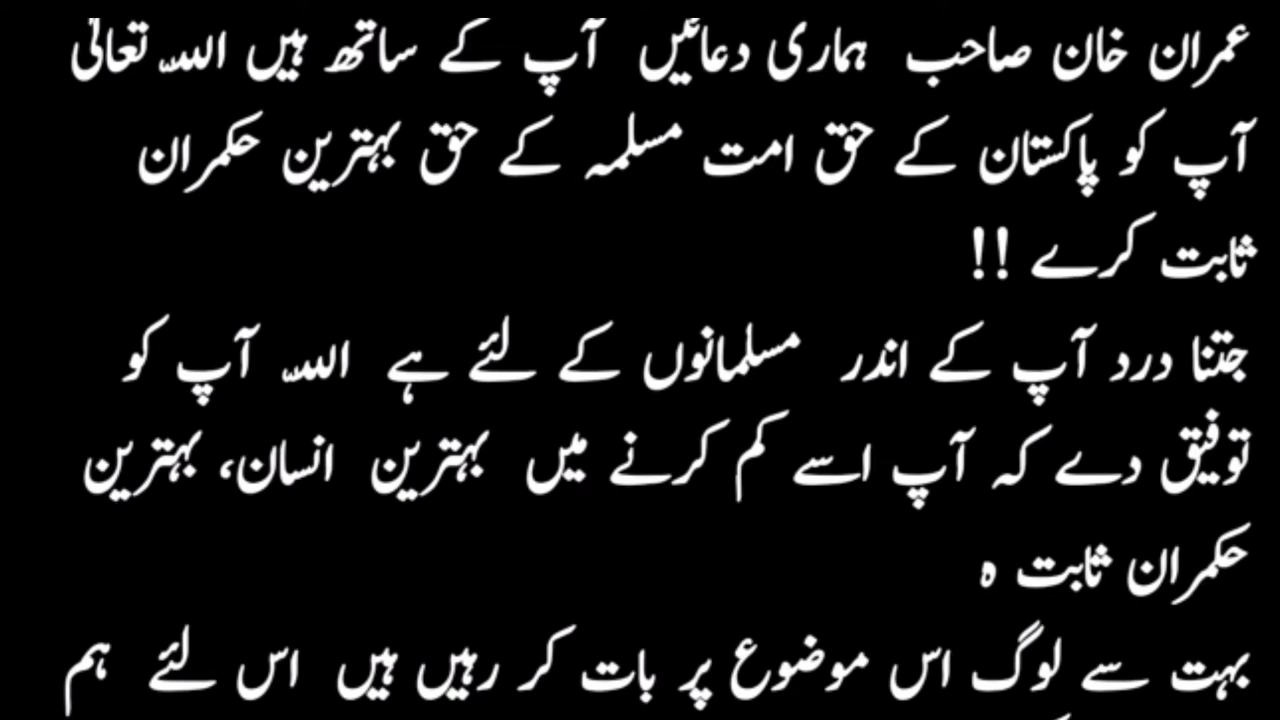 عمران خان صاحب ہماری دعائیں آپ کے ساتھ ہیں اللہ تعالٰی
آپ کو پاکستان کے حق امت مسلمہ کے حق بہترین حکمران
ثابت کرے !!
جتنا درد آپ کے اندر مسلمانوں کے لئے ہے اللہ آپ کو
توفیق دے کہ آپ اسے کم کرنے میں بہترین انسان، بہترین
حکمران ثابت ہ
بہت سے لوگ اس موضوع پر بات کر رہیں ہیں اس لئے ہم